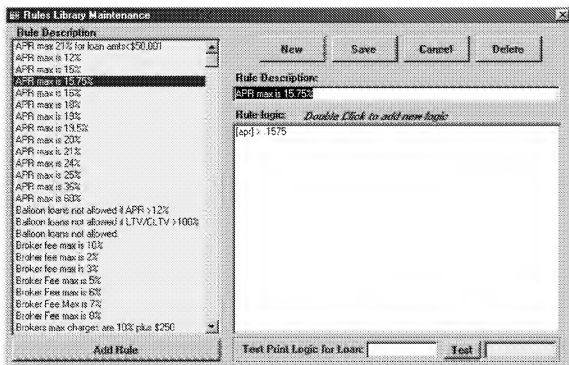 Rules Library Maintenance
Rule Description
APR max 21% for loan amts<$50,001
APR max is 12%
APR max is 15%
APR max is 15.75%
APR max is 16%
APR max is 18%
APR max is 19%
APR max is 19.5%
APR max is 20%
APR max is 21%
APR max is 24%
APR max is 25%
APR max is 36%
APR max is 60%
Balloon loans not allowed if APR >12%
Balloon loans not allowed if LTV/CLTV >100%
Balloon loans not allowed.
Broker fee max is 10%
Broker fee max is 2%
Broker fee max is 3%
Broker Fee max is 5%
Broker Fee max is 6%
Broker Fee Max is 7%
Broker Fee max is 8%
Brokers max charges are 10% plus $250
Add Rule
New Save Cancel Delete
Rule Description:
APR max is 15.75%
Rule logic: Double Click to add new logic
[apr] > .1575
Test Print Logic for Loan: Test